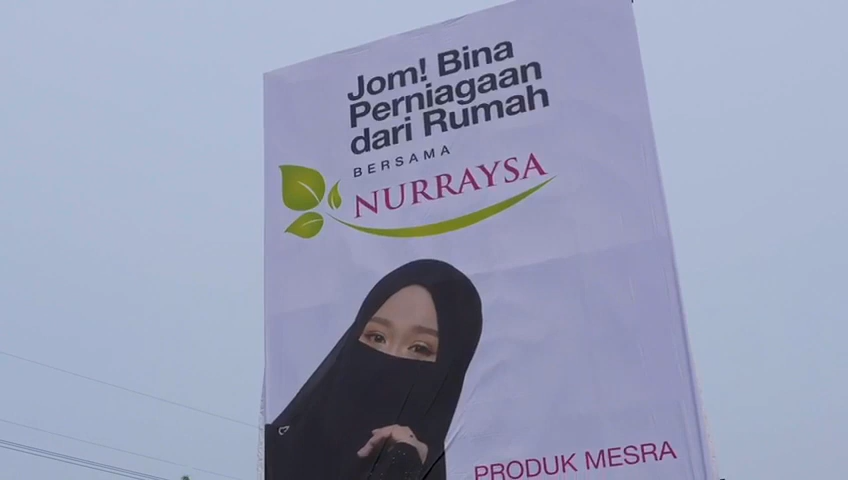 Jom! Bina
Perniagaan
dari Rumah
BERSAMA
NURRAYSA
PRODUK MESRA